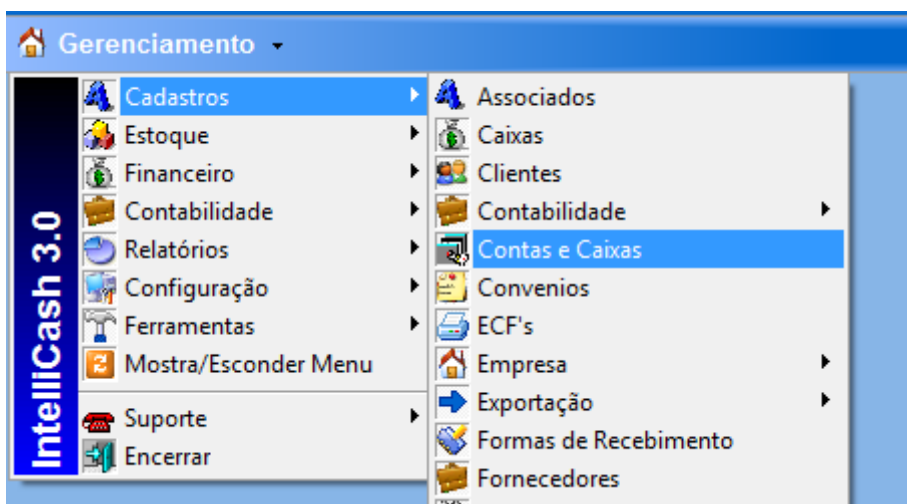 Gerenciamento
IntelliCash 3.0
Cadastros
Estoque
Financeiro
Contabilidade
Relatórios
Configuração
Ferramentas
Mostra/Esconder Menu
Suporte
Encerrar
Associados
Caixas
Clientes
Contabilidade
Contas e Caixas
Convenios
ECF's
Empresa
Exportação
Formas de Recebimento
Fornecedores